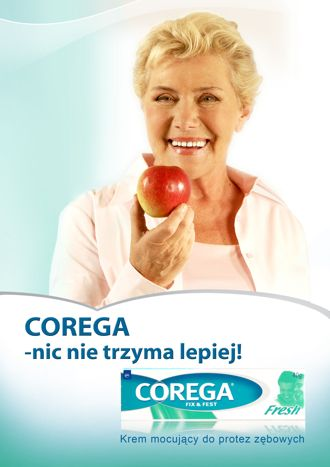 COREGA
-nic nie trzyma lepiej!
COREGA
FIX & FEST
Fresh
Krem mocujący do protez zębowych